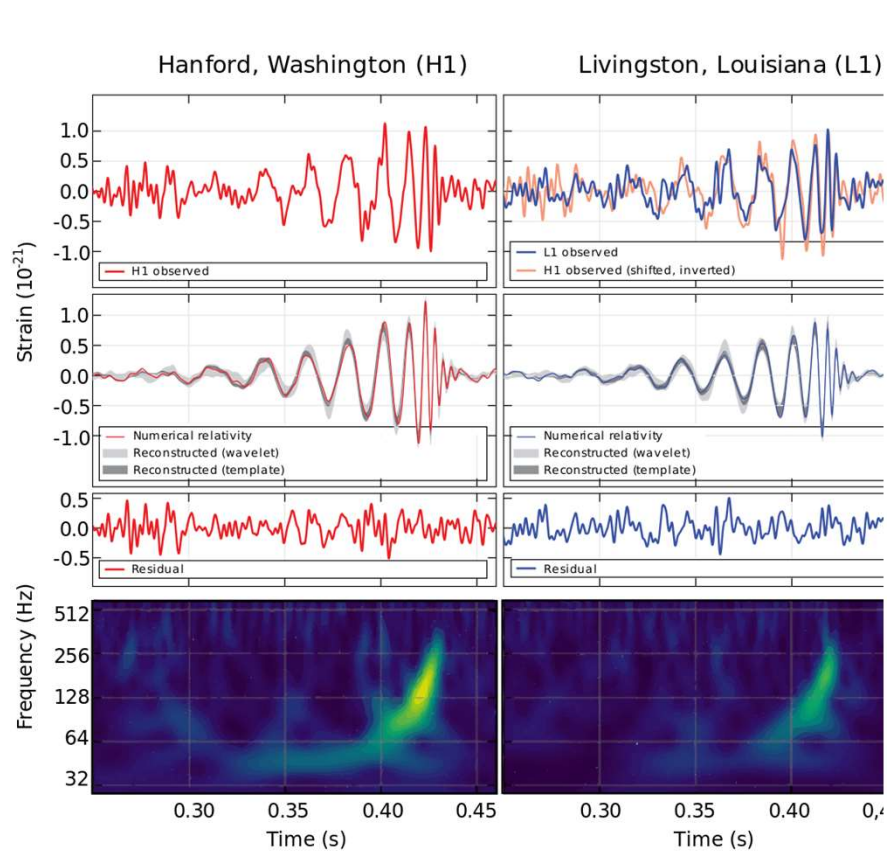 Hanford, Washington (H1)
Livingston, Louisiana (L1)
Strain (10-21)
1.0
0.5
0.0
-0.5
-1.0
H1 observed
L1 observed
H1 observed (shifted, inverted)
1.0
0.5
0.0
-0.5
-1.0
Numerical relativity
Reconstructed (wavelet)
Reconstructed (template)
Numerical relativity
Reconstructed (wavelet)
Reconstructed (template)
0.5
0.0
-0.5
Residual
Residual
Frequency (Hz)
512
256
128
64
32
0.30 0.35 0.40 0.45
0.30 0.35 0.40
Time (s)
Time (s)